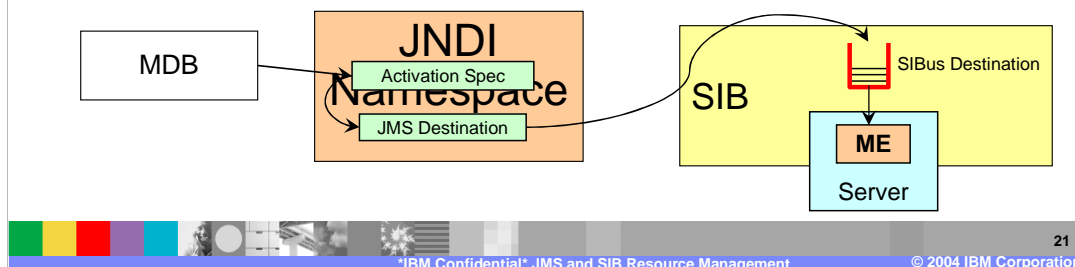 MDB
JNDI
Activation Spec
Namespace
JMS Destination
SIB
SIBus Destination
ME
Server
21
*IBM Confidential* JMS and SIB Resource Management
© 2004 IBM Corporation